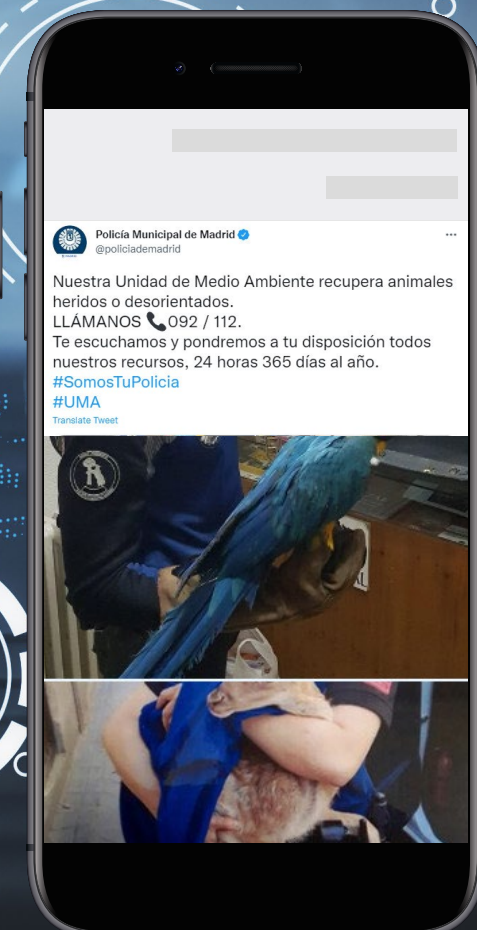 Policía Municipal de Madrid
@policiademadrid
Nuestra Unidad de Medio Ambiente recupera animales
heridos o desorientados.
LLÁMANOS 📞092 / 112.
Te escuchamos y pondremos a tu disposición todos
nuestros recursos, 24 horas 365 días al año.
#SomosTuPolicia
#UMA
Translate Tweet